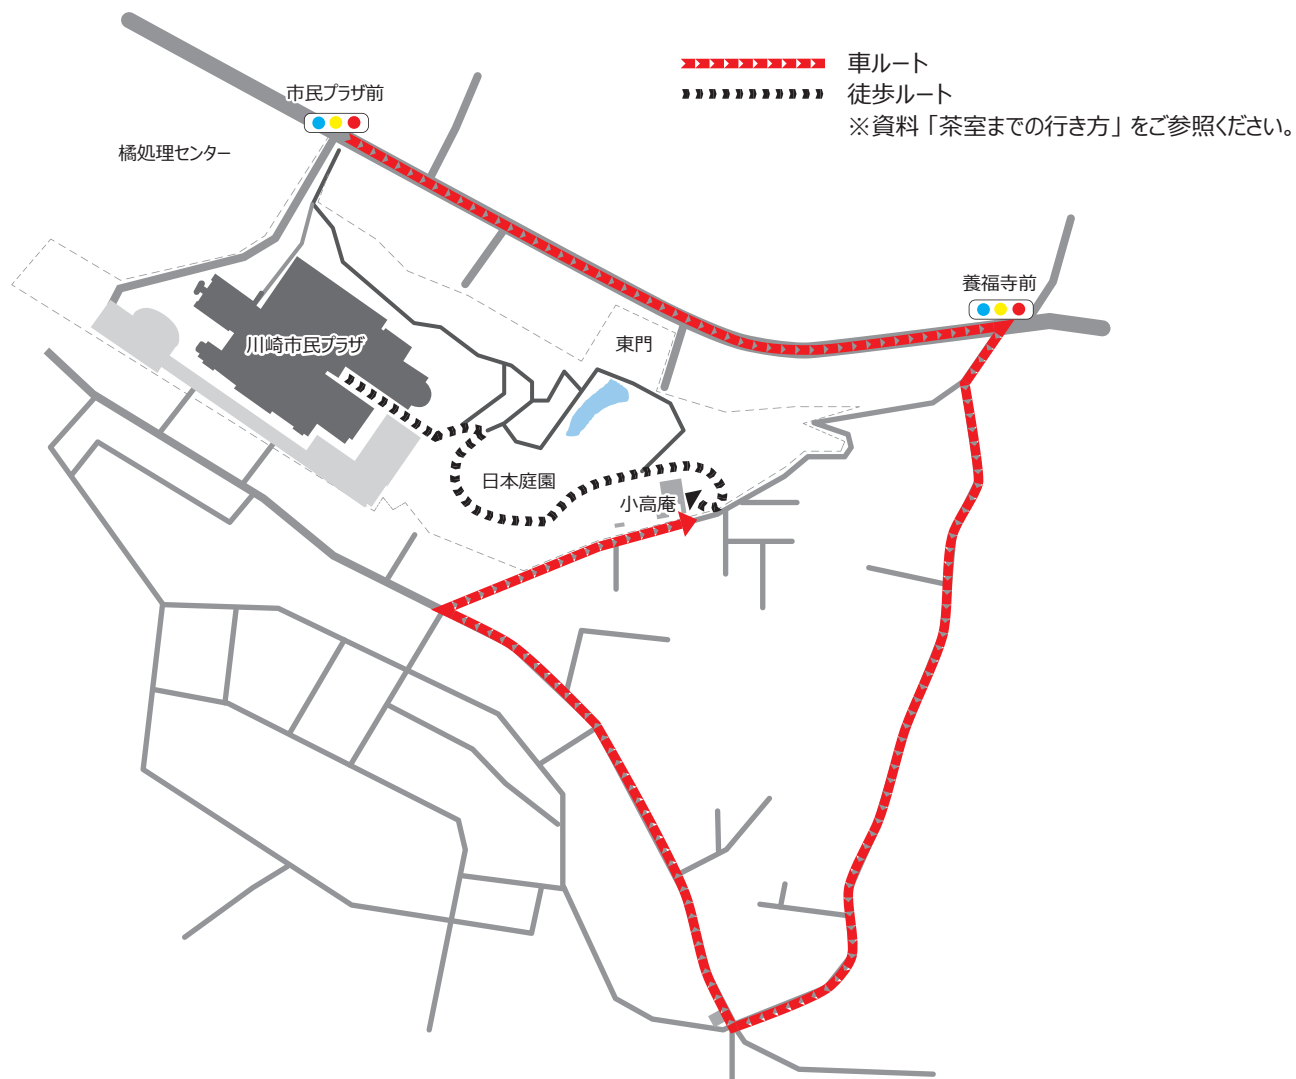 車ルート
徒歩ルート
※資料「茶室までの行き方」をご参照ください。
市民プラザ前
橘処理センター
養福寺前
川崎市民プラザ
東門
日本庭園
小高庵